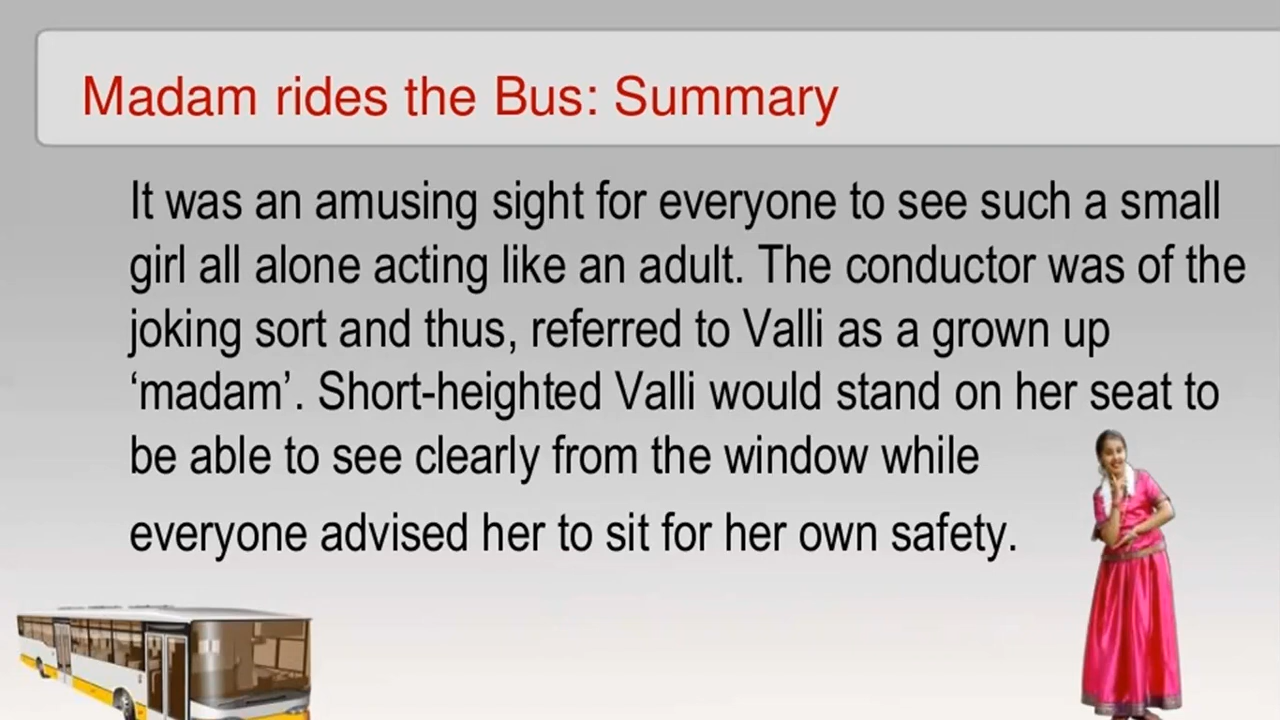 Madam rides the Bus: Summary
It was an amusing sight for everyone to see such a small
girl all alone acting like an adult. The conductor was of the
joking sort and thus, referred to Valli as a grown up
‘madam’. Short-heighted Valli would stand on her seat to
be able to see clearly from the window while
everyone advised her to sit for her own safety.